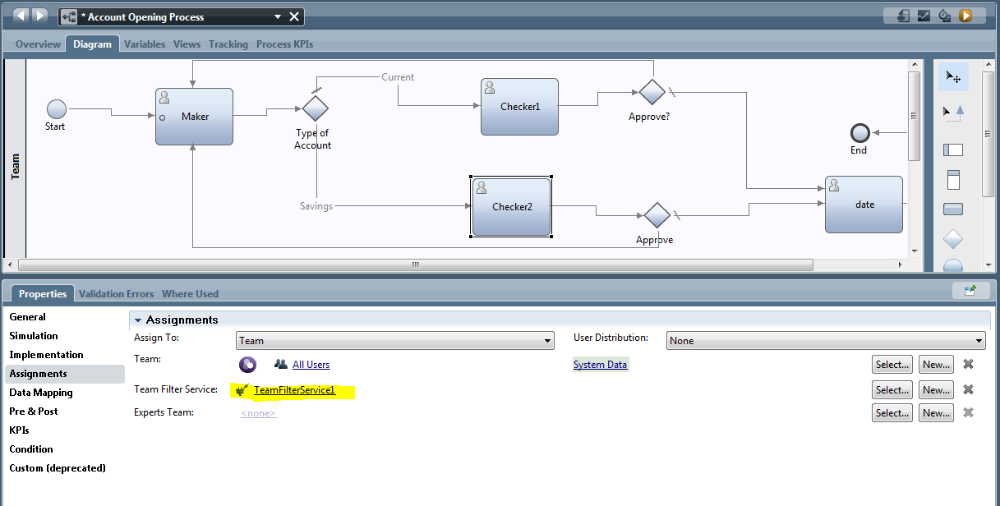 * Account Opening Process
Overview Diagram Variables Views Tracking Process KPIs
Team
Start
Maker
Type of
Account
Current
Savings
Checker1
Approve?
Checker2
Approve
End
date
Properties Validation Errors Where Used
General
Simulation
Implementation
Assignments
Data Mapping
Pre & Post
KPIs
Condition
Custom (deprecated)
Assignments
Assign To: Team User Distribution: None
Team: All Users System Data Select... New...
Team Filter Service: TeamFilterService1 Select... New...
Experts Team: <none> Select... New...